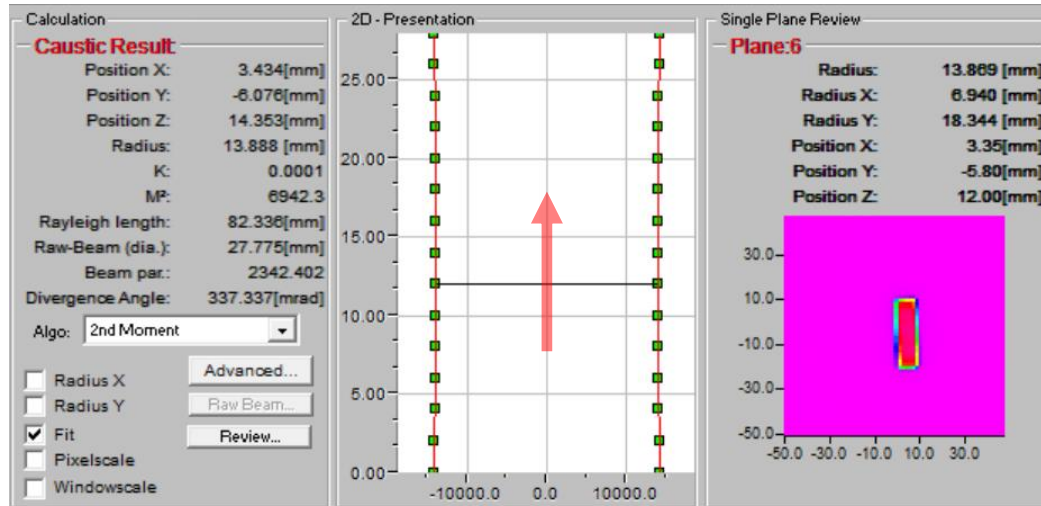 Calculation
Caustic Result:
Position X: 3.434[mm]
Position Y: -6.076[mm]
Position Z: 14.353[mm]
Radius: 13.888 [mm]
K: 0.0001
M²: 6942.3
Rayleigh length: 82.336[mm]
Raw-Beam (dia.): 27.775[mm]
Beam par.: 2342.402
Divergence Angle: 337.337[mrad]
Algo: 2nd Moment
Radius X
Radius Y
Fit
Pixelscale
Windowscale
Advanced...
Raw Beam...
Review...
2D - Presentation
25.00
20.00
15.00
10.00
5.00
0.00
-10000.0 0.0 10000.0
Single Plane Review
Plane:6
Radius: 13.869 [mm]
Radius X: 6.940 [mm]
Radius Y: 18.344 [mm]
Position X: 3.35[mm]
Position Y: -5.80[mm]
Position Z: 12.00[mm]
30.0
10.0
-10.0
-30.0
-50.0
-50.0 -30.0 -10.0 10.0 30.0